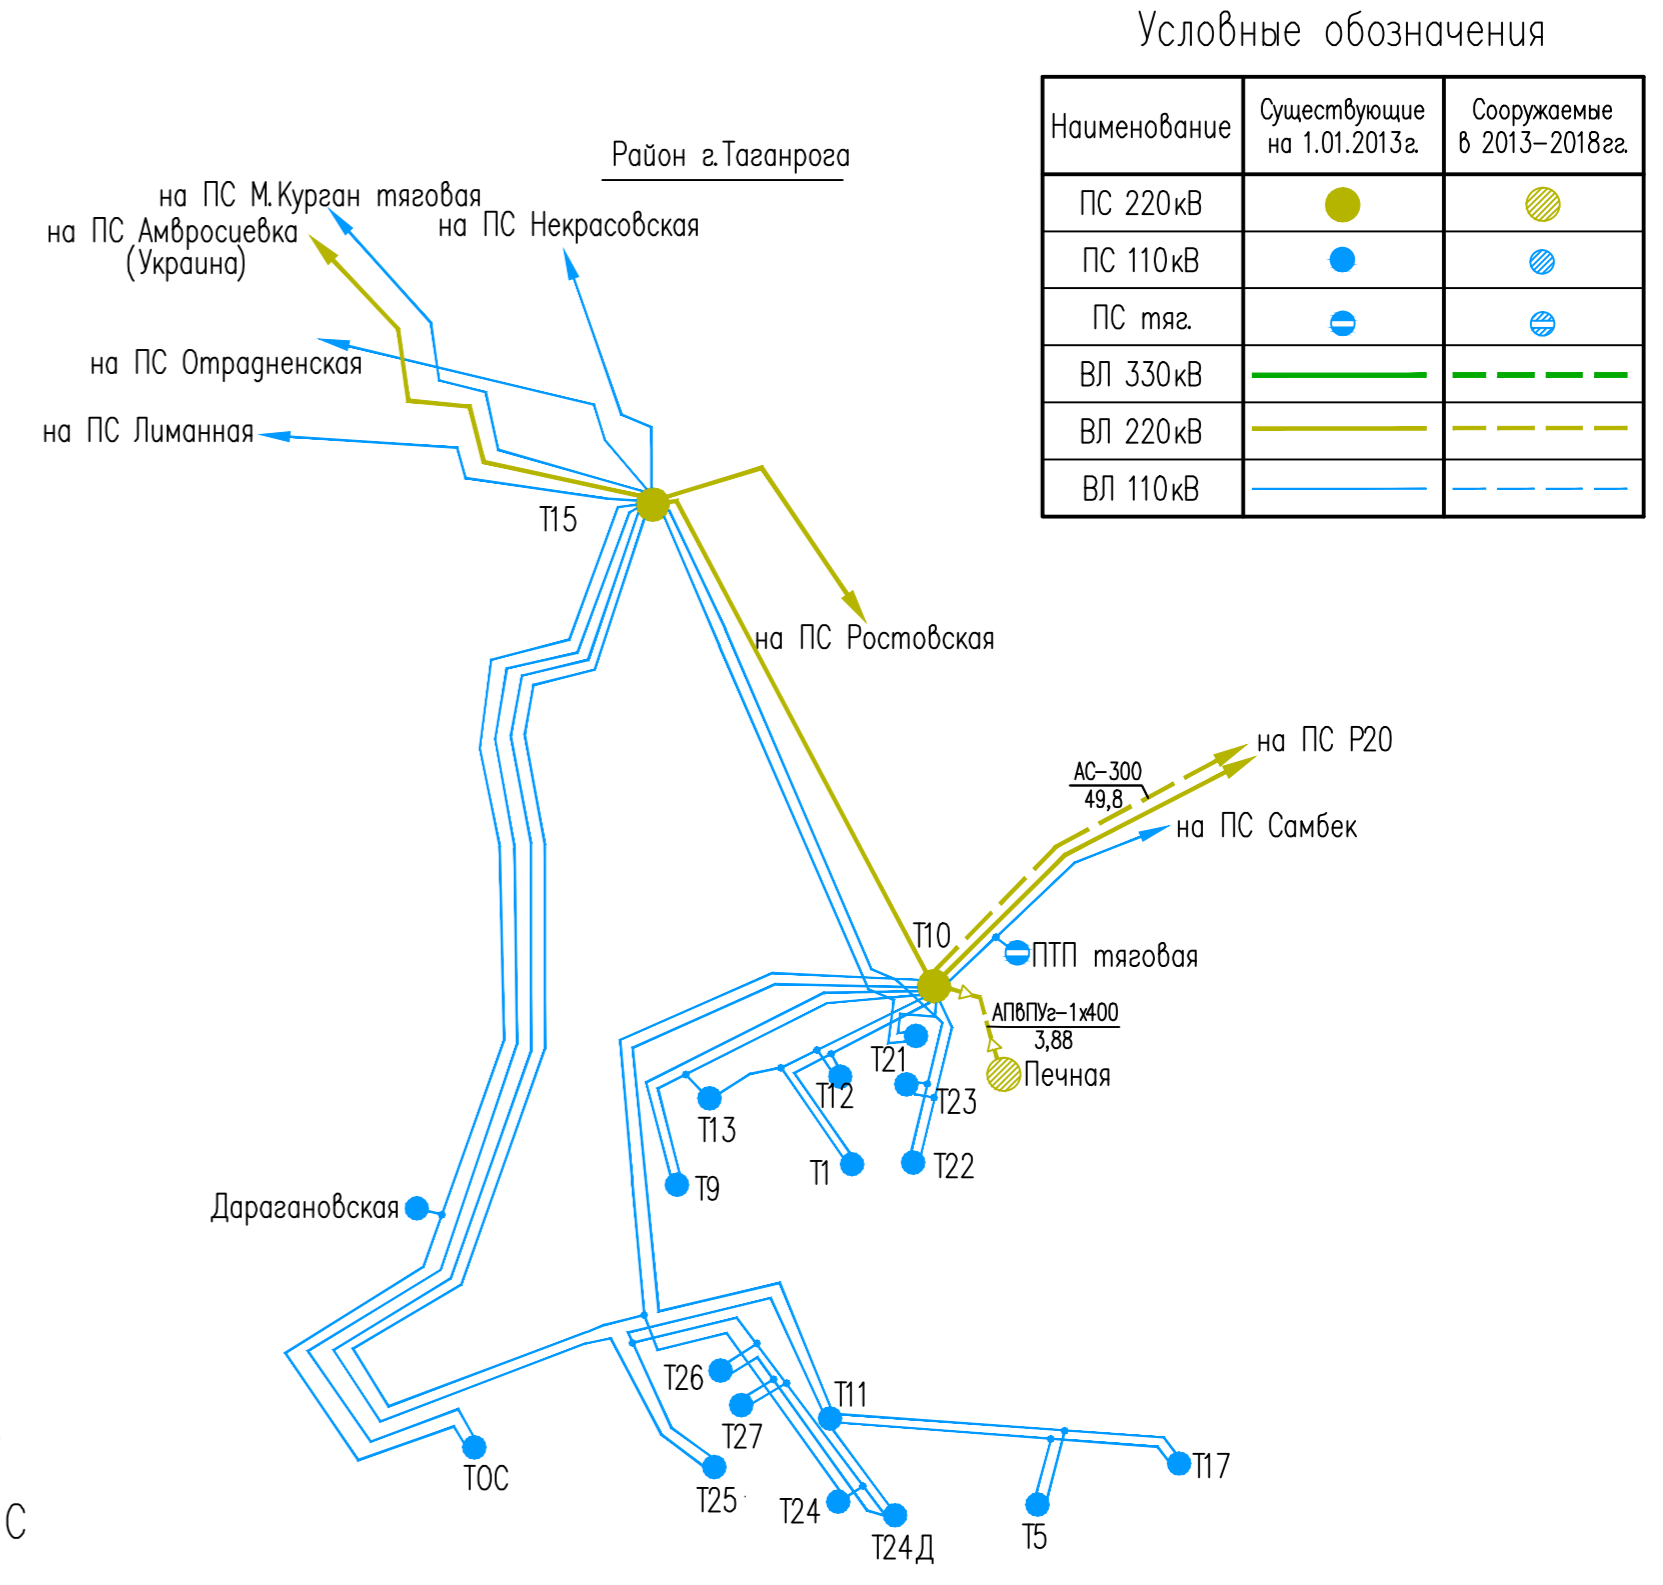 Условные обозначения
Наименование
Существующие
на 1.01.2013г.
Сооружаемые
в 2013-2018гг.
ПС 220кВ
ПС 110кВ
ПС тяг.
ВЛ 330кВ
ВЛ 220кВ
ВЛ 110кВ
Район г.Таганрога
на ПС М.Курган тяговая
на ПС Амвросиевка
(Украина)
на ПС Некрасовская
на ПС Отрадненская
на ПС Лиманная
Т15
на ПС Ростовская
на ПС Р20
АС-300
49,8
на ПС Самбек
Т10
ПТП тяговая
АПвПУг-1х400
3,88
Т21
Печная
Т12
Т23
Т13
Т1
Т22
Т9
Дарагановская
Т26
Т11
Т27
ТОС
Т25
Т24
Т17
Т5
Т24Д
С